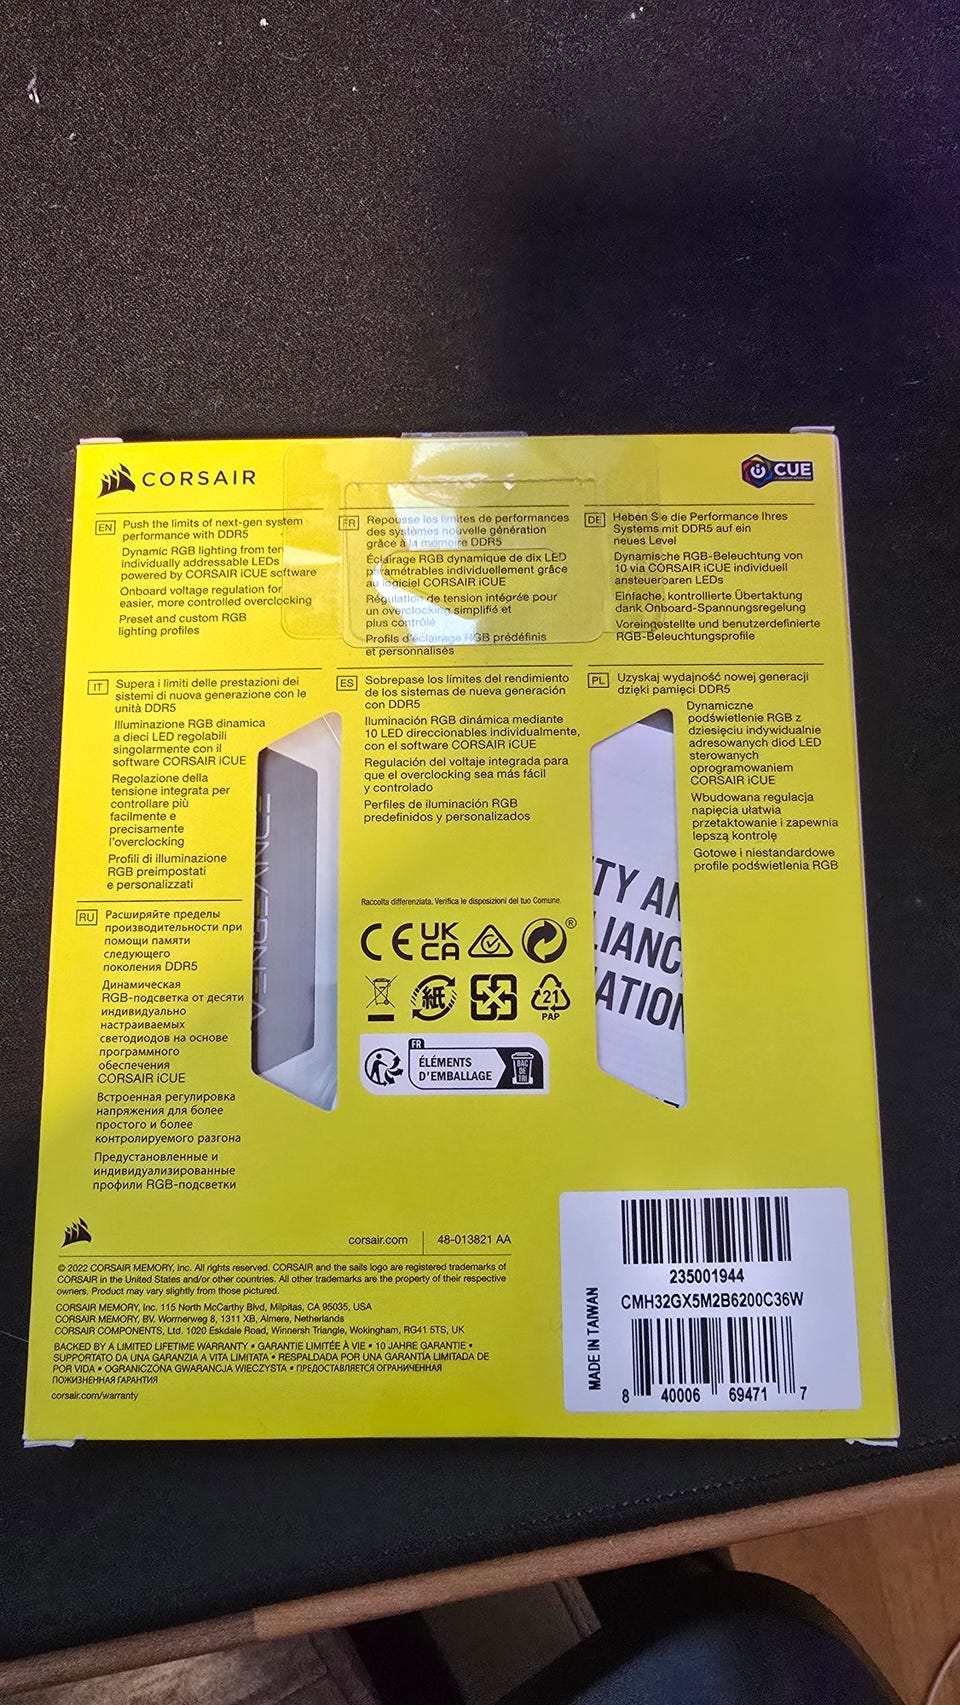 CORSAIR
iCUE
EN
Push the limits of next-gen system
performance with DDR5
Dynamic RGB lighting from ten
individually addressable LEDs
powered by CORSAIR iCUE software
Onboard voltage regulation for
easier, more controlled overclocking
Preset and custom RGB
lighting profiles
FR
Repousse les limites de performances
des systèmes nouvelle génération
grâce à la mémoire DDR5
Éclairage RGB dynamique de dix LED
paramétrables individuellement grâce
au logiciel CORSAIR iCUE
Régulation de tension intégrée pour
un overclocking simplifié et
plus contrôlé
Profils d'éclairage RGB prédéfinis
et personnalisés
DE
Heben Sie die Performance Ihres
Systems mit DDR5 auf ein
neues Level
Dynamische RGB-Beleuchtung von
10 via CORSAIR iCUE individuell
ansteuerbaren LEDs
Einfache, kontrollierte Übertaktung
dank Onboard-Spannungsregelung
Voreingestellte und benutzerdefinierte
RGB-Beleuchtungsprofile
IT
Supera i limiti delle prestazioni dei
sistemi di nuova generazione con le
unità DDR5
Illuminazione RGB dinamica
a dieci LED regolabili
singolarmente con il
software CORSAIR iCUE
Regolazione della
tensione integrata per
controllare più
facilmente e
precisamente
l'overclocking
Profili di illuminazione
RGB preimpostati
e personalizzati
ES
Sobrepase los límites del rendimiento
de los sistemas de nueva generación
con DDR5
Iluminación RGB dinámica mediante
10 LED direccionables individualmente,
con el software CORSAIR iCUE
Regulación del voltaje integrada para
que el overclocking sea más fácil
y controlado
Perfiles de iluminación RGB
predefinidos y personalizados
PL
Uzyskaj wydajność nowej generacji
dzięki pamięci DDR5
Dynamiczne
podświetlenie RGB z
dziesięciu indywidualnie
adresowanych diod LED
sterowanych
oprogramowaniem
CORSAIR iCUE
Wbudowana regulacja
napięcia ułatwia
przetaktowanie i zapewnia
lepszą kontrolę
Gotowe i niestandardowe
profile podświetlenia RGB
RU
Расширяйте пределы
производительности при
помощи памяти
следующего
поколения DDR5
Динамическая
RGB-подсветка от десяти
индивидуально
настраиваемых
светодиодов на основе
программного
обеспечения
CORSAIR iCUE
Встроенная регулировка
напряжения для более
простого и более
контролируемого разгона
Предустановленные и
индивидуализированные
профили RGB-подсветки
VENGEANCE
TY AN
LIANC
ATION
Raccolta differenziata. Verifica le disposizioni del tuo Comune.
CE
UK
CA
®
紙
21
PAP
FR
ÉLÉMENTS
D'EMBALLAGE
BAC
DE
TRI
corsair.com
48-013821 AA
© 2022 CORSAIR MEMORY, Inc. All rights reserved. CORSAIR and the sails logo are registered trademarks of
CORSAIR in the United States and/or other countries. All other trademarks are the property of their respective
owners. Product may vary slightly from those pictured.
CORSAIR MEMORY, Inc. 115 North McCarthy Blvd, Milpitas, CA 95035, USA
CORSAIR MEMORY, BV. Wormerweg 8, 1311 XB, Almere, Netherlands
CORSAIR COMPONENTS, Ltd. 1020 Eskdale Road, Winnersh Triangle, Wokingham, RG41 5TS, UK
BACKED BY A LIMITED LIFETIME WARRANTY • GARANTIE LIMITÉE À VIE • 10 JAHRE GARANTIE •
SUPPORTATO DA UNA GARANZIA A VITA LIMITATA • RESPALDADA POR UNA GARANTÍA LIMITADA DE
POR VIDA • OGRANICZONA GWARANCJA WIECZYSTA • ПРЕДОСТАВЛЯЕТСЯ ОГРАНИЧЕННАЯ
ПОЖИЗНЕННАЯ ГАРАНТИЯ
corsair.com/warranty
MADE IN TAIWAN
235001944
CMH32GX5M2B6200C36W
8 40006 69471 7